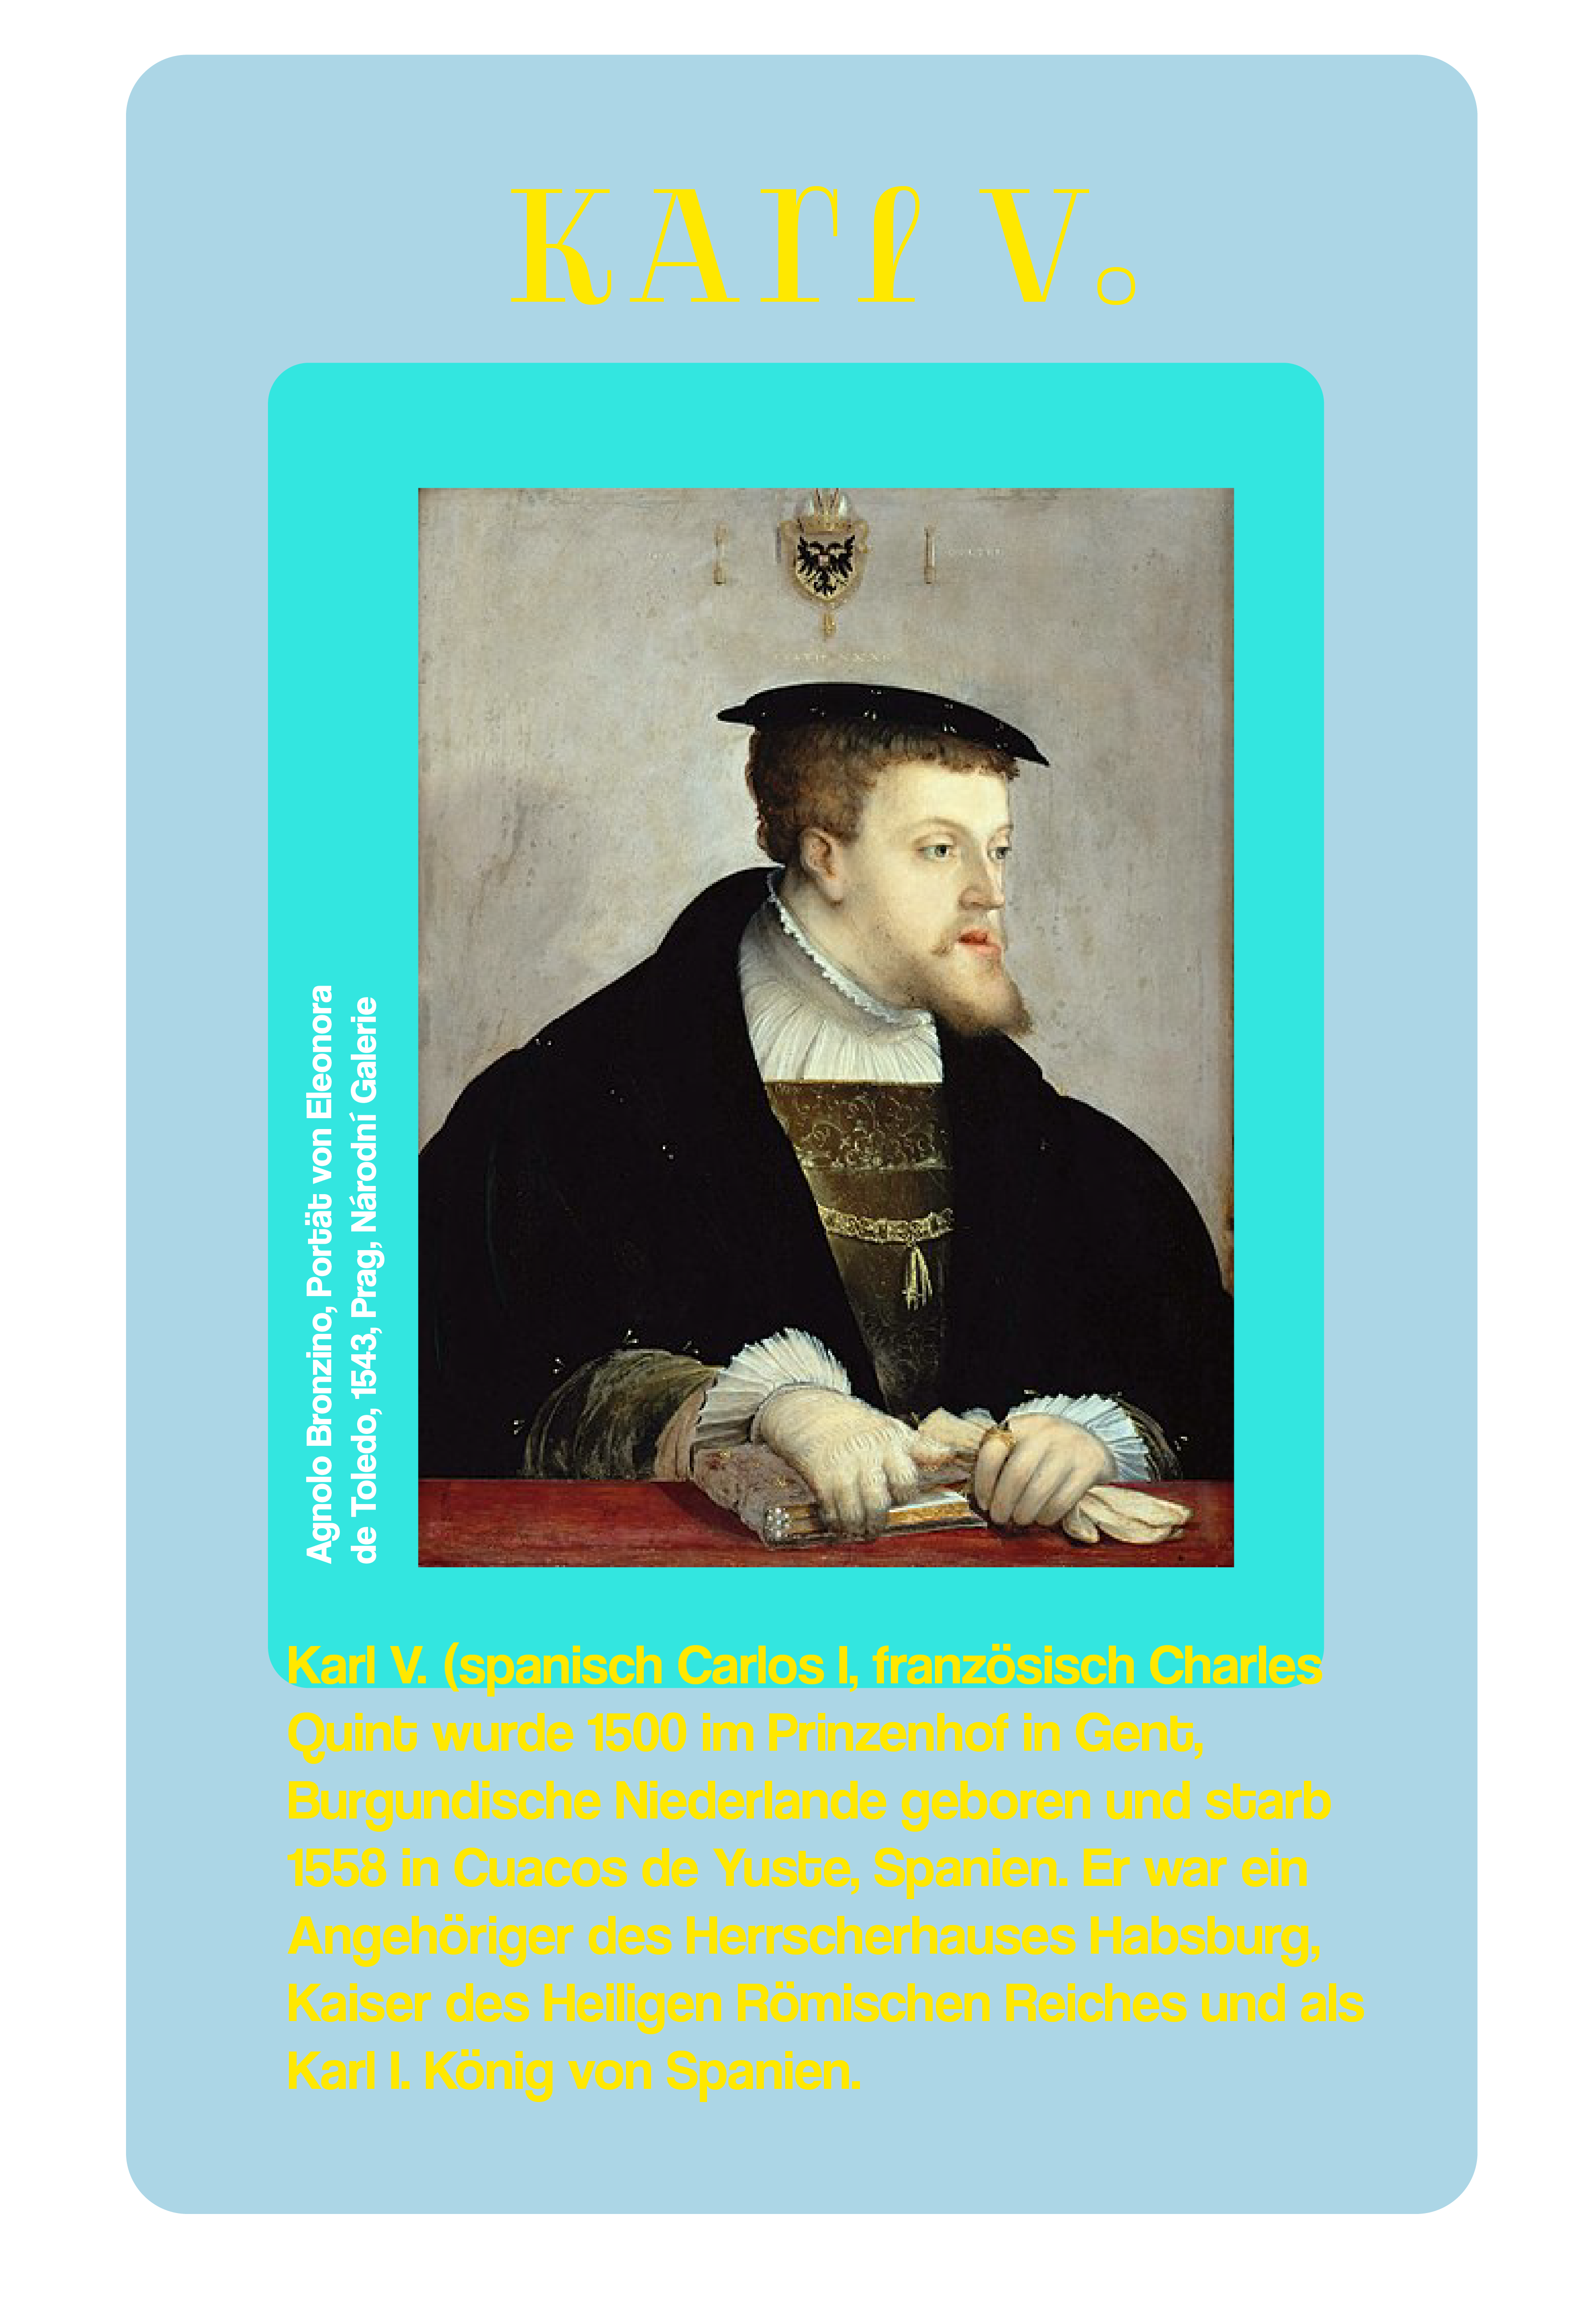 KArl V.
Agnolo Bronzino, Portät von Eleonora
de Toledo, 1543, Prag, Národní Galerie
Karl V. (spanisch Carlos I, französisch Charles
Quint wurde 1500 im Prinzenhof in Gent,
Burgundische Niederlande geboren und starb
1558 in Cuacos de Yuste, Spanien. Er war ein
Angehöriger des Herrscherhauses Habsburg,
Kaiser des Heiligen Römischen Reiches und als
Karl I. König von Spanien.